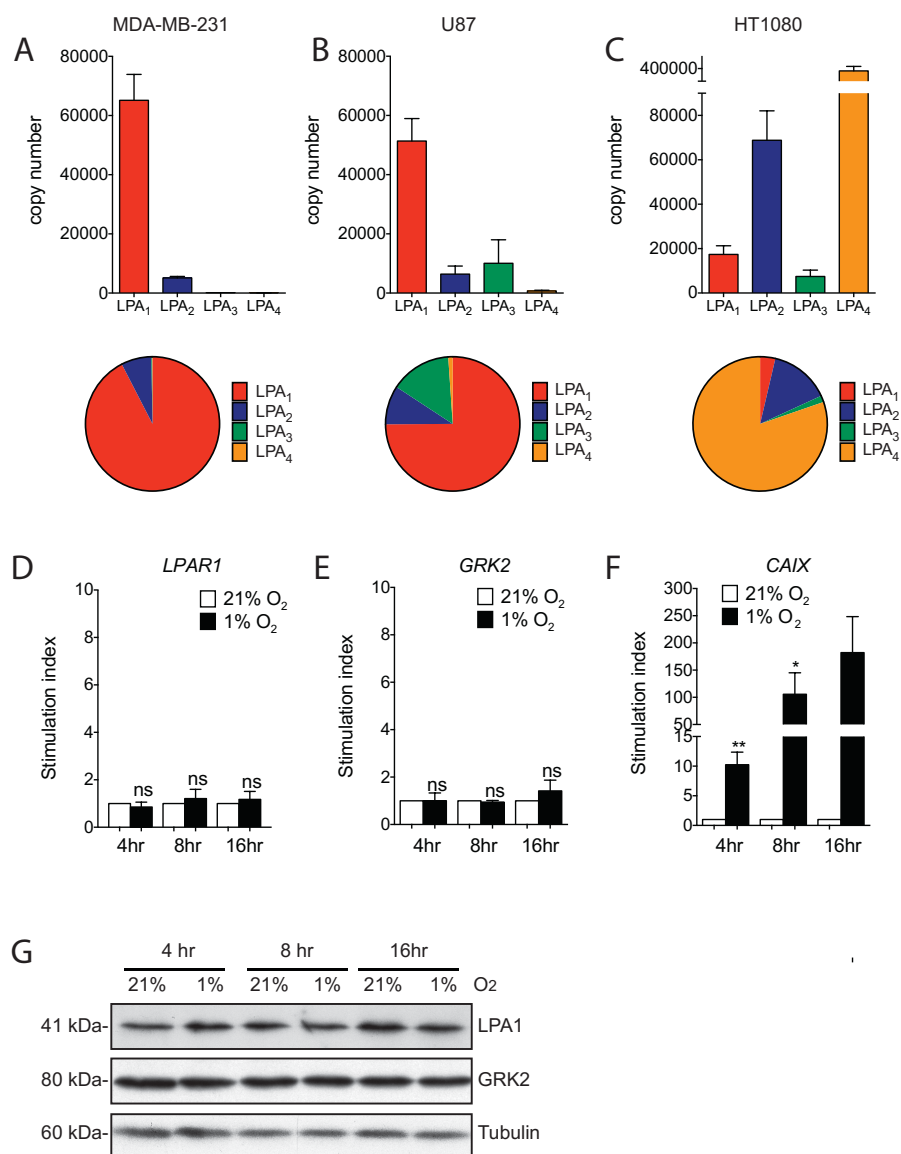 MDA-MB-231
U87
HT1080
A
B
C
copy number
80000
60000
40000
20000
0
LPA1 LPA2 LPA3 LPA4
copy number
80000
60000
40000
20000
0
LPA1 LPA2 LPA3 LPA4
copy number
400000
80000
60000
40000
20000
0
LPA1 LPA2 LPA3 LPA4
LPA1
LPA2
LPA3
LPA4
LPA1
LPA2
LPA3
LPA4
LPA1
LPA2
LPA3
LPA4
D
LPAR1
Stimulation index
10
8
6
4
2
0
21% O2
1% O2
ns ns ns
4hr 8hr 16hr
E
GRK2
Stimulation index
10
8
6
4
2
0
21% O2
1% O2
ns ns ns
4hr 8hr 16hr
F
CAIX
Stimulation index
300
250
200
150
100
50
15
10
5
0
21% O2
1% O2
** *
4hr 8hr 16hr
G
4 hr 8 hr 16hr
21% 1% 21% 1% 21% 1% O2
41 kDa- LPA1
80 kDa- GRK2
60 kDa- Tubulin